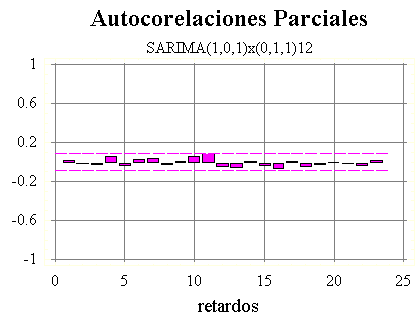 Autocorelaciones Parciales
SARIMA(1,0,1)x(0,1,1)12
1
0.6
0.2
-0.2
-0.6
-1
0 5 10 15 20 25
retardos